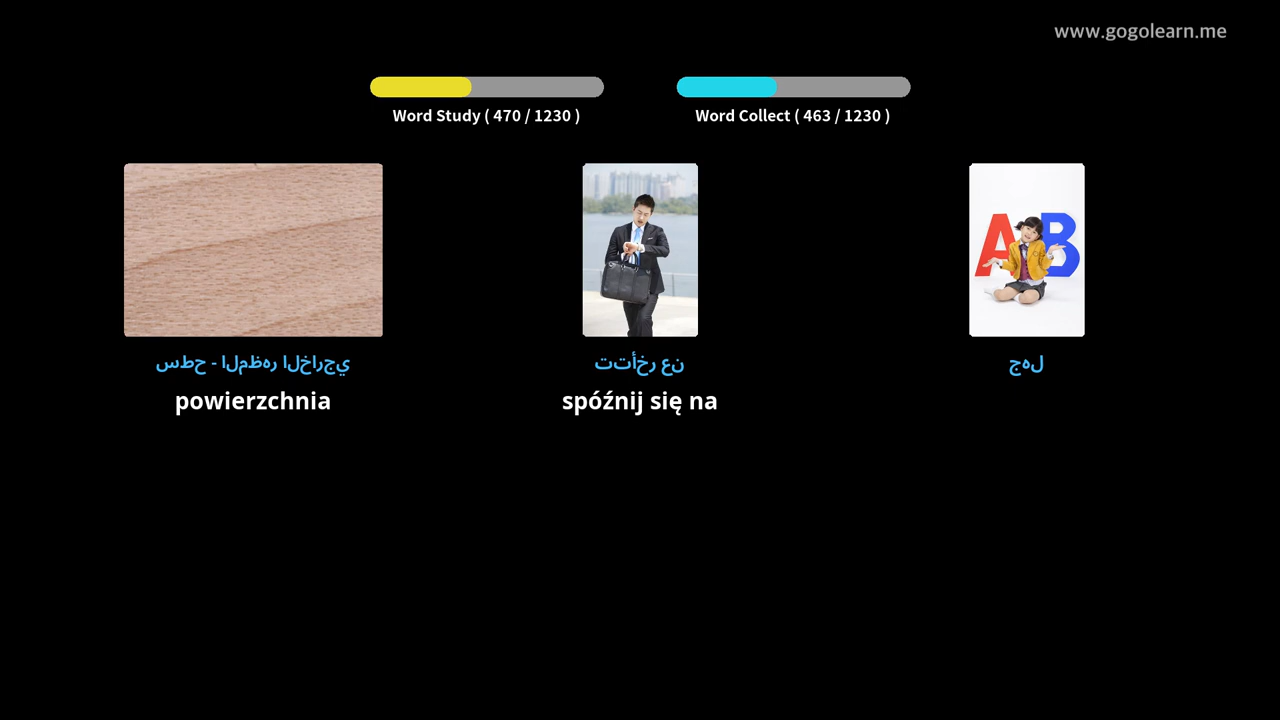 www.gogolearn.me
Word Study ( 470 / 1230 )
Word Collect ( 463 / 1230 )
سطح - المظهر الخارجي
تتأخر عن
جهل
powierzchnia
spóźnij się na